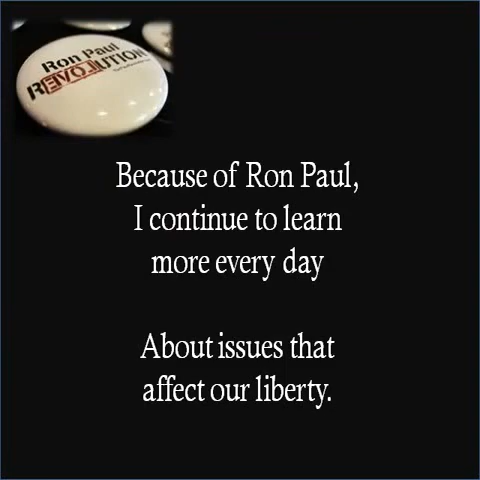 Ron Paul
REVOLUTION
Because of Ron Paul,
I continue to learn
more every day
About issues that
affect our liberty.